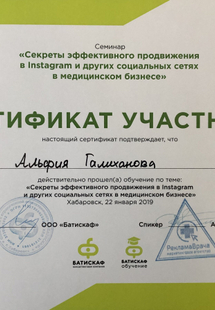 Семинар
«Секреты эффективного продвижения
в Instagram и других социальных сетях
в медицинском бизнесе»
настоящий сертификат подтверждает, что
Альфия Галиханова
действительно прошел(а) обучение по теме:
«Секреты эффективного продвижения в Instagram
и других социальных сетях в медицинском бизнесе»
Хабаровск, 22 января 2019
ООО «Батискаф»
Спикер
БАТИСКАФ
БАТИСКАФ
обучение
РекламаВрача